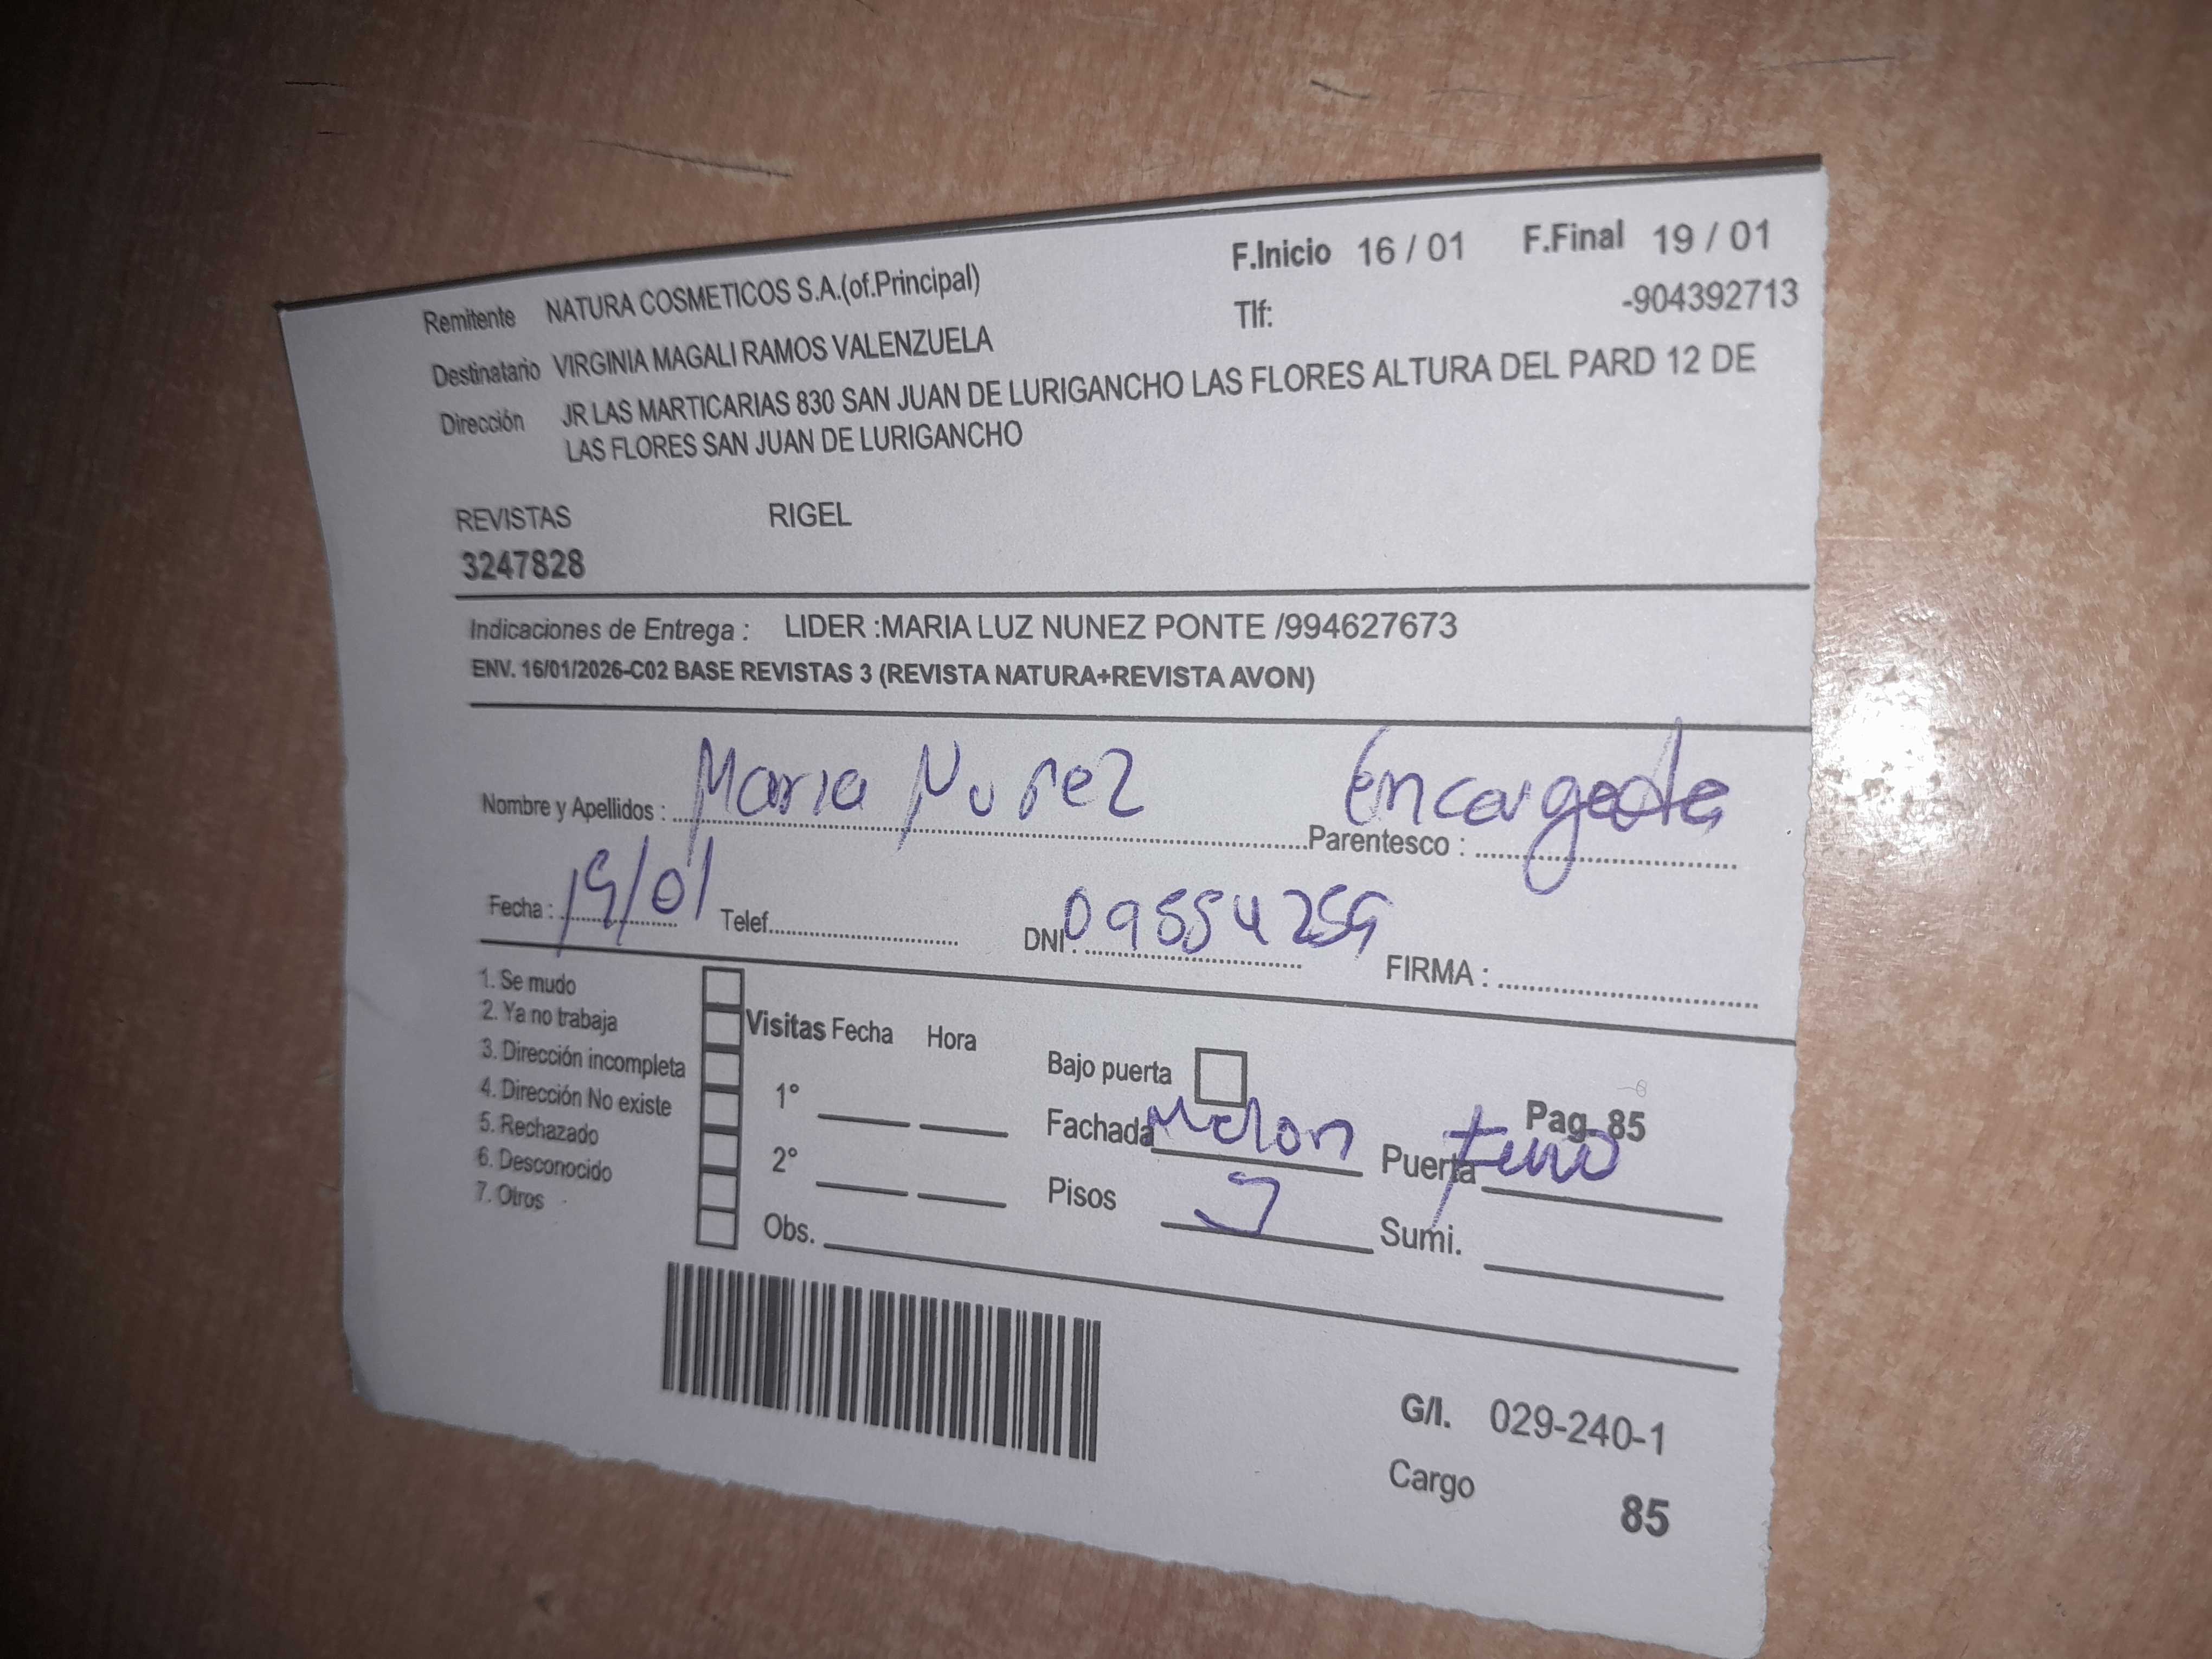 F.Inicio 16 / 01 F.Final 19 / 01
Remitente NATURA COSMETICOS S.A.(of.Principal) Tlf: -904392713
Destinatario VIRGINIA MAGALI RAMOS VALENZUELA
Dirección JR LAS MARTICARIAS 830 SAN JUAN DE LURIGANCHO LAS FLORES ALTURA DEL PARD 12 DE
LAS FLORES SAN JUAN DE LURIGANCHO
REVISTAS RIGEL
3247828
Indicaciones de Entrega : LIDER :MARIA LUZ NUNEZ PONTE /994627673
ENV. 16/01/2026-C02 BASE REVISTAS 3 (REVISTA NATURA+REVISTA AVON)
Nombre y Apellidos : Maria Nuñez Parentesco : Encargada
Fecha : 19/01 Telef. DNI : 09554259 FIRMA :
1. Se mudo
2. Ya no trabaja
3. Dirección incompleta
4. Dirección No existe
5. Rechazado
6. Desconocido
7. Otros
Visitas Fecha Hora
1°
2°
Obs.
Bajo puerta
Fachada Melon Puerta
Pisos Sumi.
Pag. 85
G/I. 029-240-1
Cargo 85